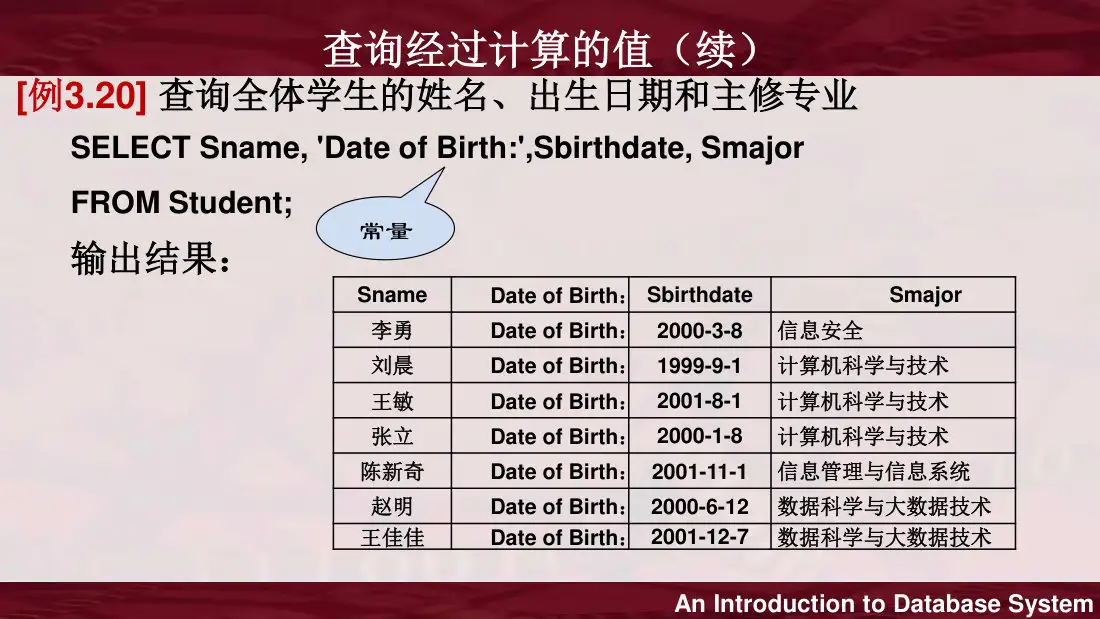 查询经过计算的值（续）
[例3.20] 查询全体学生的姓名、出生日期和主修专业
SELECT Sname, 'Date of Birth:',Sbirthdate, Smajor
FROM Student;
常量
输出结果：
Sname Date of Birth： Sbirthdate Smajor
李勇 Date of Birth： 2000-3-8 信息安全
刘晨 Date of Birth： 1999-9-1 计算机科学与技术
王敏 Date of Birth： 2001-8-1 计算机科学与技术
张立 Date of Birth： 2000-1-8 计算机科学与技术
陈新奇 Date of Birth： 2001-11-1 信息管理与信息系统
赵明 Date of Birth： 2000-6-12 数据科学与大数据技术
王佳佳 Date of Birth： 2001-12-7 数据科学与大数据技术
An Introduction to Database System